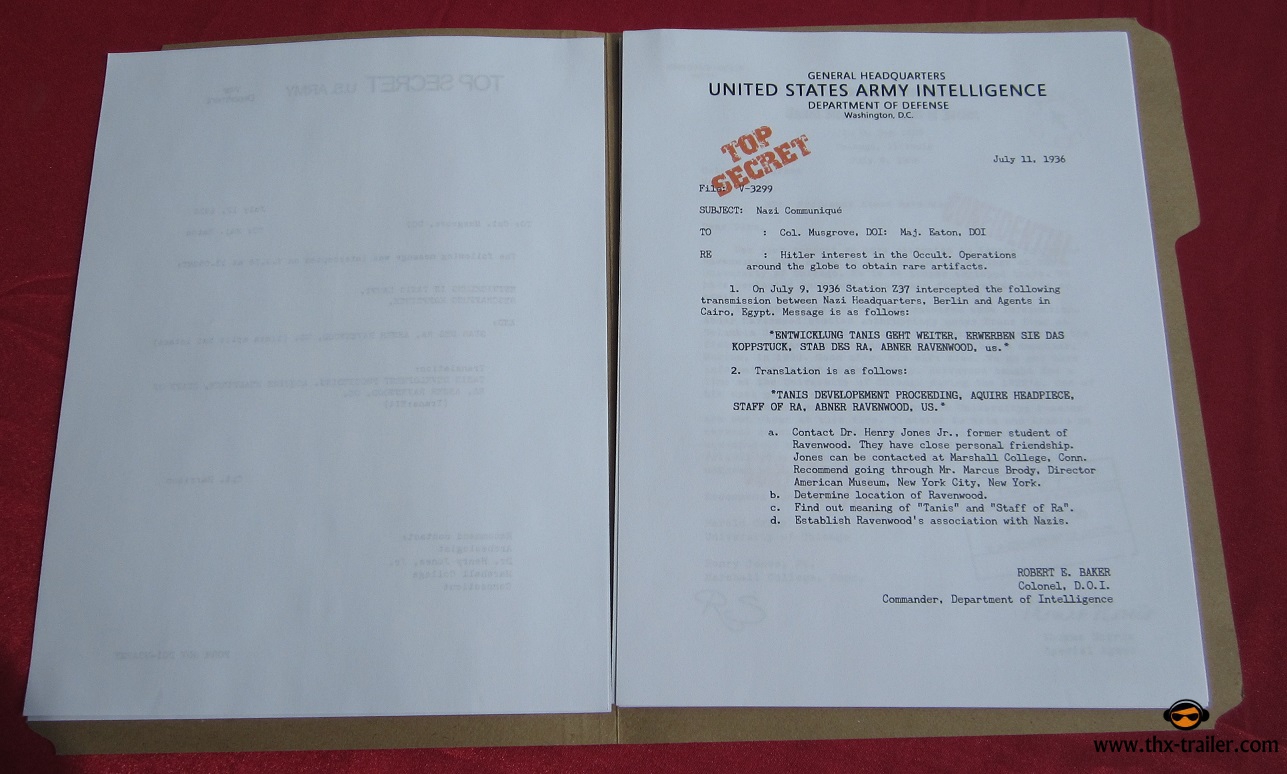 TOP SECRET U.S. ARMY
GENERAL HEADQUARTERS
UNITED STATES ARMY INTELLIGENCE
DEPARTMENT OF DEFENSE
Washington, D.C.
TOP
SECRET
July 11, 1936
File: V-3299
SUBJECT: Nazi Communiqué
TO : Col. Musgrove, DOI: Maj. Eaton, DOI
RE : Hitler interest in the Occult. Operations
around the globe to obtain rare artifacts.
1. On July 9, 1936 Station Z37 intercepted the following
transmission between Nazi Headquarters, Berlin and Agents in
Cairo, Egypt. Message is as follows:
"ENTWICKLUNG TANIS GEHT WEITER, ERWERBEN SIE DAS
KOPPSTUCK, STAB DES RA, ABNER RAVENWOOD, us."
2. Translation is as follows:
"TANIS DEVELOPEMENT PROCEEDING, AQUIRE HEADPIECE,
STAFF OF RA, ABNER RAVENWOOD, US."
a. Contact Dr. Henry Jones Jr., former student of
Ravenwood. They have close personal friendship.
Jones can be contacted at Marshall College, Conn.
Recommend going through Mr. Marcus Brody, Director
American Museum, New York City, New York.
b. Determine location of Ravenwood.
c. Find out meaning of "Tanis" and "Staff of Ra".
d. Establish Ravenwood's association with Nazis.
ROBERT E. BAKER
Colonel, D.O.I.
Commander, Department of Intelligence
www.thx-trailer.com